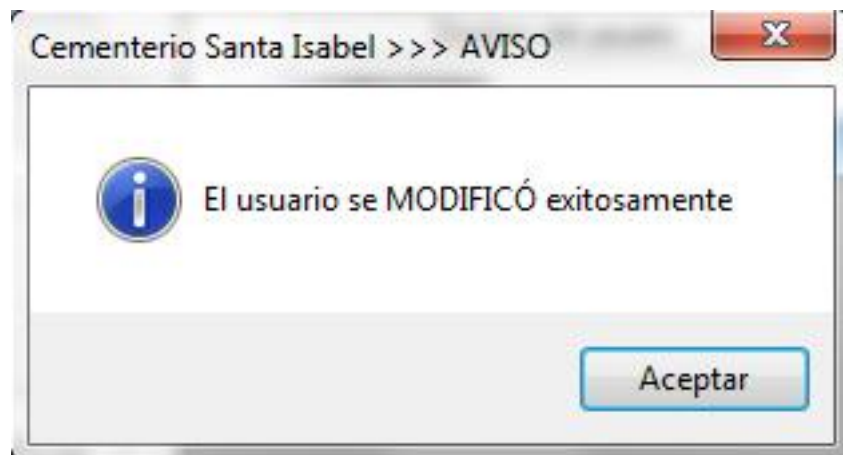 Cementerio Santa Isabel >>> AVISO
El usuario se MODIFICÓ exitosamente
Aceptar